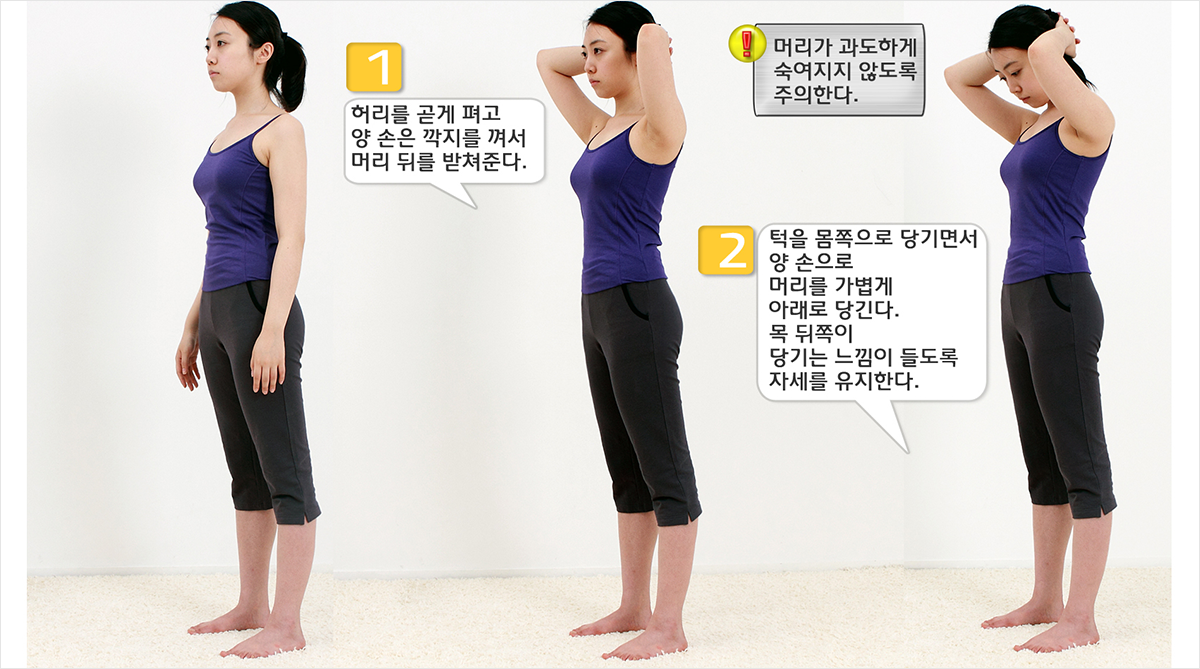 1
허리를 곧게 펴고
양 손은 깍지를 껴서
머리 뒤를 받쳐준다.
머리가 과도하게
숙여지지 않도록
주의한다.
2
턱을 몸쪽으로 당기면서
양 손으로
머리를 가볍게
아래로 당긴다.
목 뒤쪽이
당기는 느낌이 들도록
자세를 유지한다.